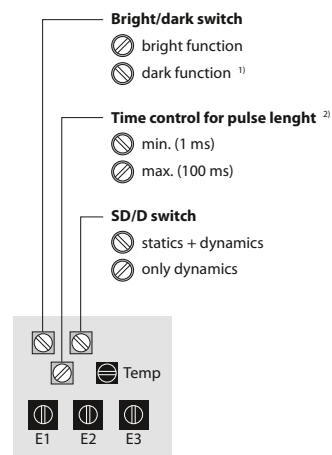 Bright/dark switch
bright function
dark function 1)
Time control for pulse lenght 2)
min. (1 ms)
max. (100 ms)
SD/D switch
statics + dynamics
only dynamics
Temp
E1 E2 E3